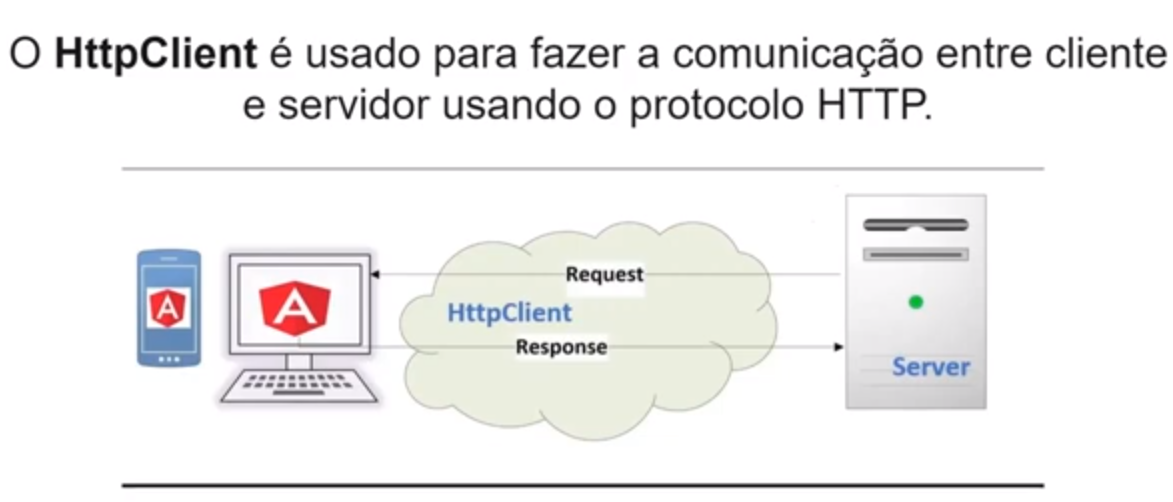 O HttpClient é usado para fazer a comunicação entre cliente
e servidor usando o protocolo HTTP.
A
A
Request
HttpClient
Response
Server